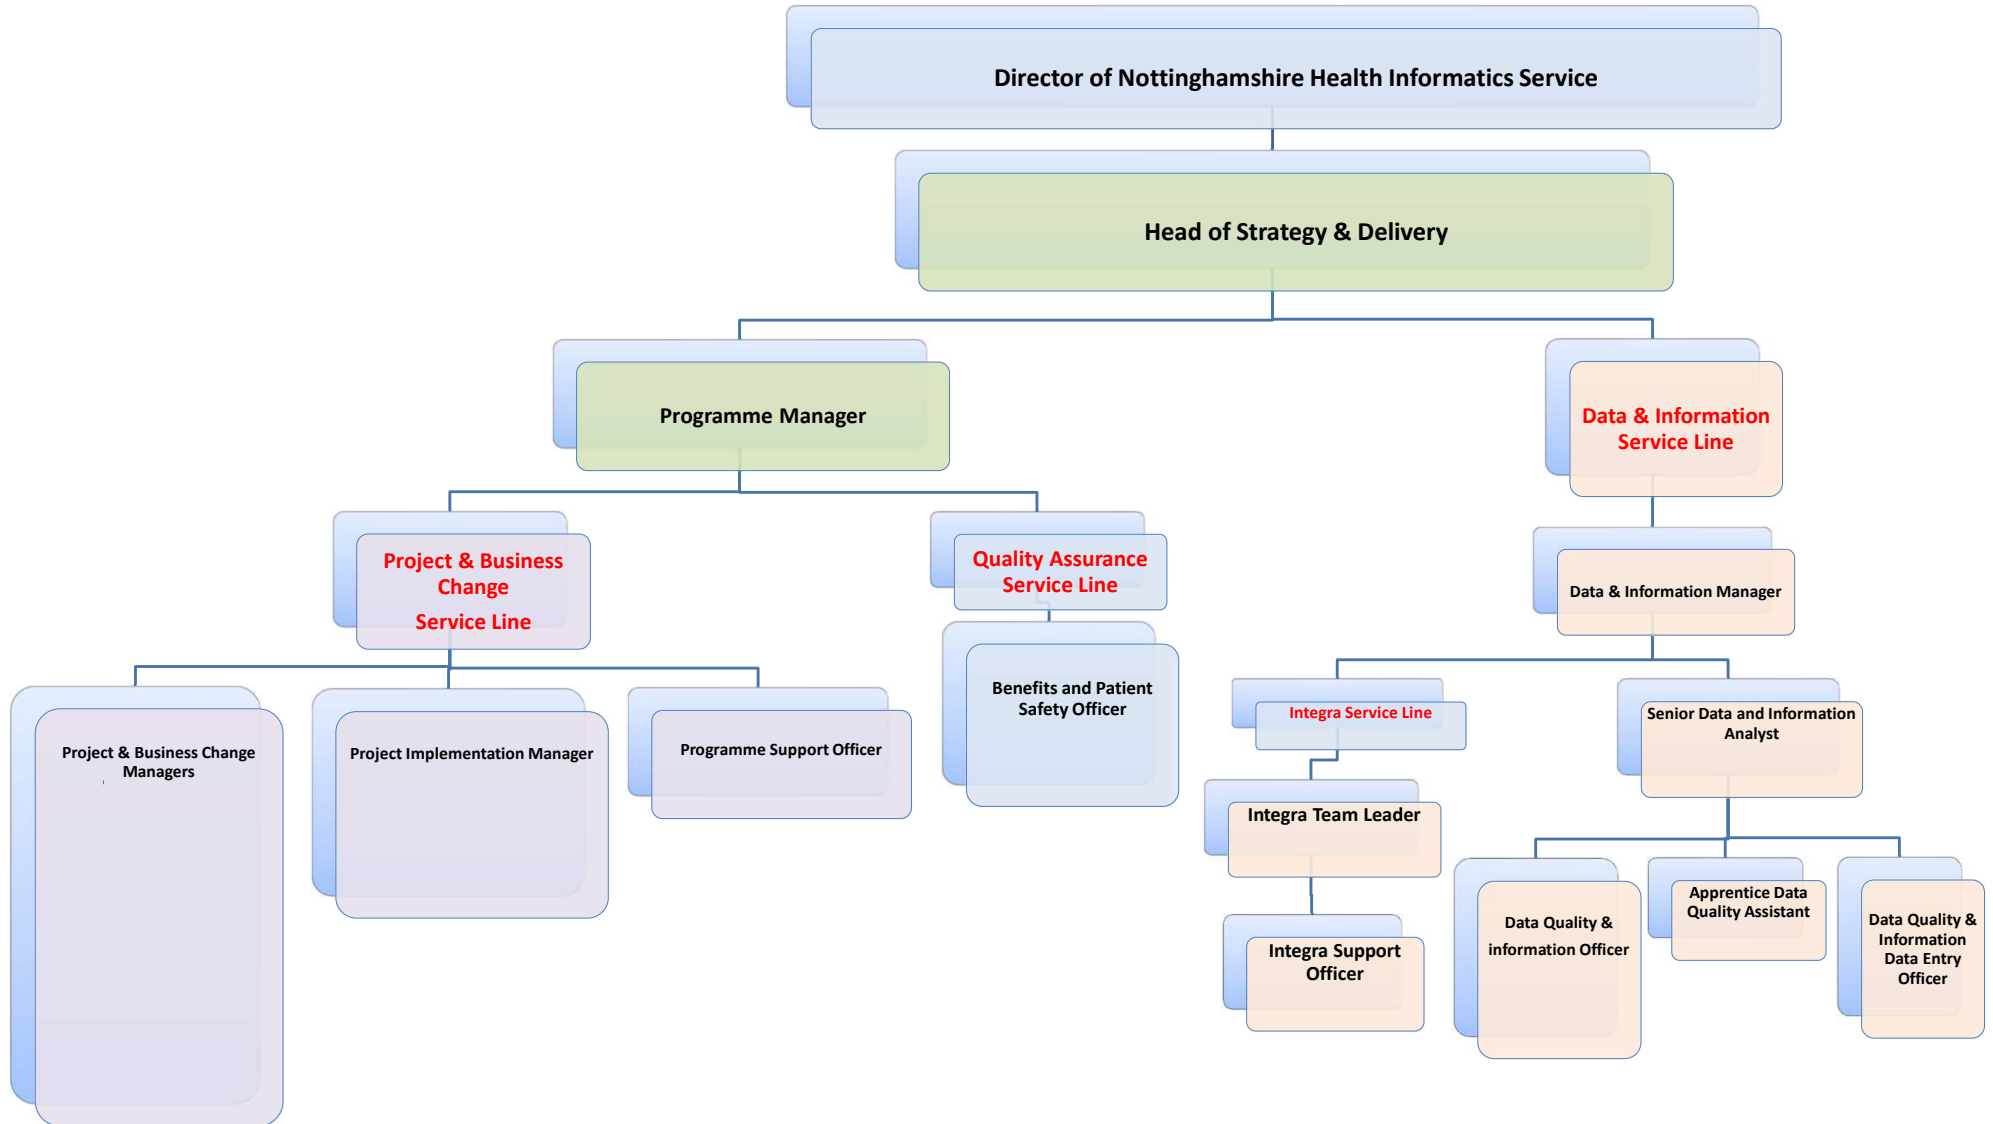 Director of Nottinghamshire Health Informatics Service
Head of Strategy & Delivery
Programme Manager
Data & Information
Service Line
Project & Business
Change
Service Line
Quality Assurance
Service Line
Data & Information Manager
Project & Business Change
Managers
Project Implementation Manager
Programme Support Officer
Benefits and Patient
Safety Officer
Integra Service Line
Senior Data and Information
Analyst
Integra Team Leader
Integra Support
Officer
Data Quality &
information Officer
Apprentice Data
Quality Assistant
Data Quality &
Information
Data Entry
Officer